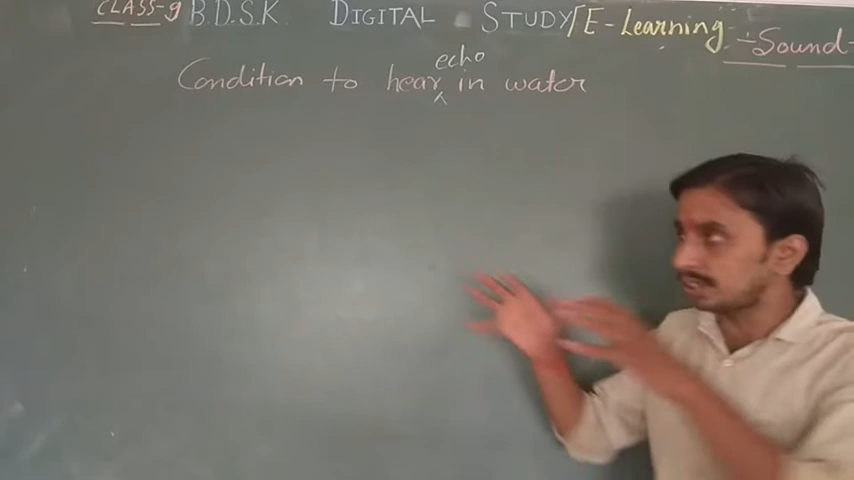 CLASS-9 B.D.S.K DIGITAL STUDY/E-Learning
-Sound-
Condition to hear echo in water